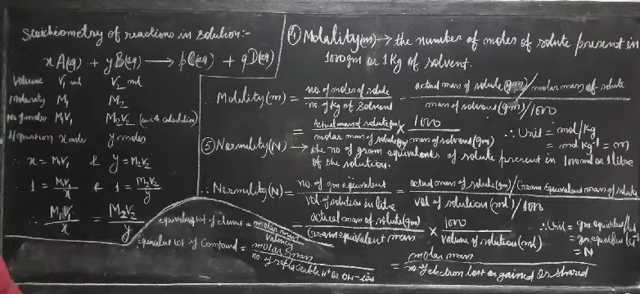 Stoichiometry of reactions in solution:-
x A(aq) + y B(aq) → p C(aq) + q D(aq)
Volume V₁ ml V₂ ml
Molarity M₁ M₂
No of moles M₁V₁ M₂V₂ (with calculation)
A/q equation x moles y moles
∴ x = M₁V₁ & y = M₂V₂
∴ 1 = M₁V₁/x & 1 = M₂V₂/y
∴ M₁V₁/x = M₂V₂/y
equivalent wt of element = molar mass/Valency
equivalent wt of Compound = molar mass/no. of replaceable H⁺ or OH⁻ ions
= molar mass/no. of electron lost or gained or shared
④ Molality(m) → the number of moles of solute present in
1000gm or 1 Kg of solvent.
∴ Molality(m) = no. of moles of solute/no. of kg of solvent = actual mass of solute(gm)/molar mass of solute/mass of solvent(gm)/1000
= actual mass of solute(gm)/molar mass of solute × 1000/mass of solvent(gm)
∴ Unit = mol/Kg
= mol kg⁻¹ = m
⑤ Normality(N) → the no of gram equivalents of solute present in 1000ml or 1 litre
of the solution.
∴ Normality(N) = no. of gm equivalent/Vol of solution in litre = actual mass of solute(gm)/Gram equivalent mass of solute/Vol of solution(ml)/1000
= actual mass of solute(gm)/Gram equivalent mass × 1000/Volume of solution(ml)
∴ Unit = gm equivalent/lit
= gm equivalent lit⁻¹
= N